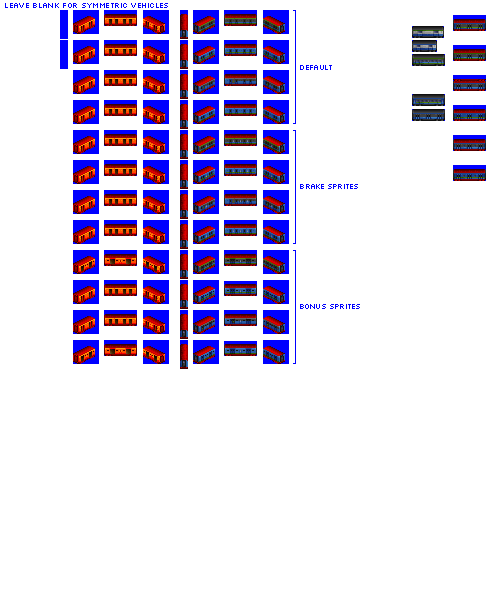 LEAVE BLANK FOR SYMMETRIC VEHICLES
DEFAULT
BRAKE SPRITES
BONUS SPRITES